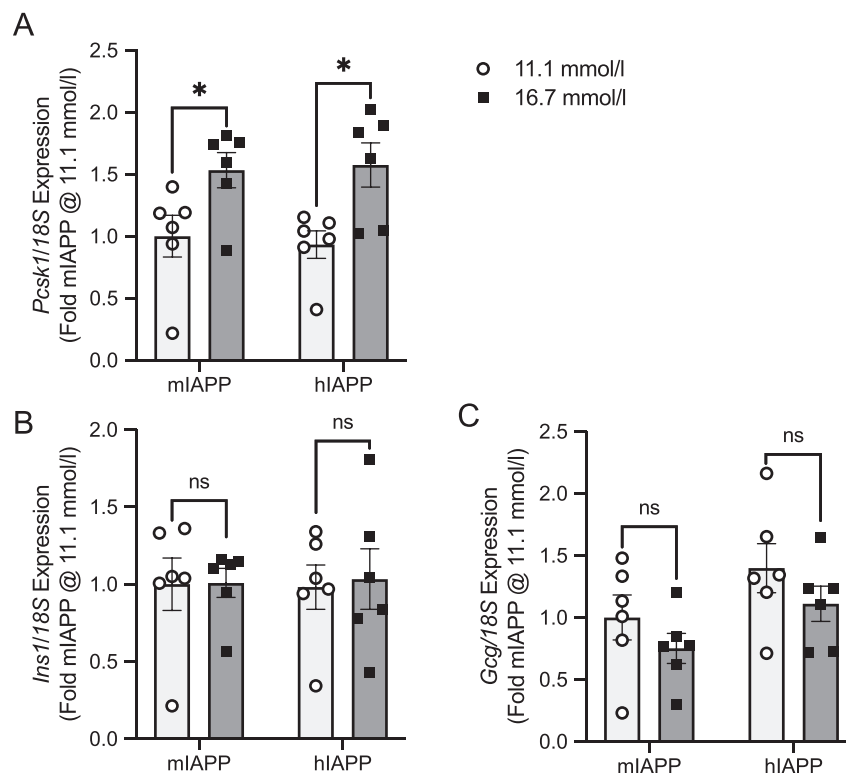 A
Pcsk1/18S Expression
(Fold mIAPP @ 11.1 mmol/l)
2.5
2.0
1.5
1.0
0.5
0.0
*
*
mIAPP
hIAPP
11.1 mmol/l
16.7 mmol/l
B
Ins1/18S Expression
(Fold mIAPP @ 11.1 mmol/l)
2.0
1.5
1.0
0.5
0.0
ns
ns
mIAPP
hIAPP
C
Gcg/18S Expression
(Fold mIAPP @ 11.1 mmol/l)
2.5
2.0
1.5
1.0
0.5
0.0
ns
ns
mIAPP
hIAPP